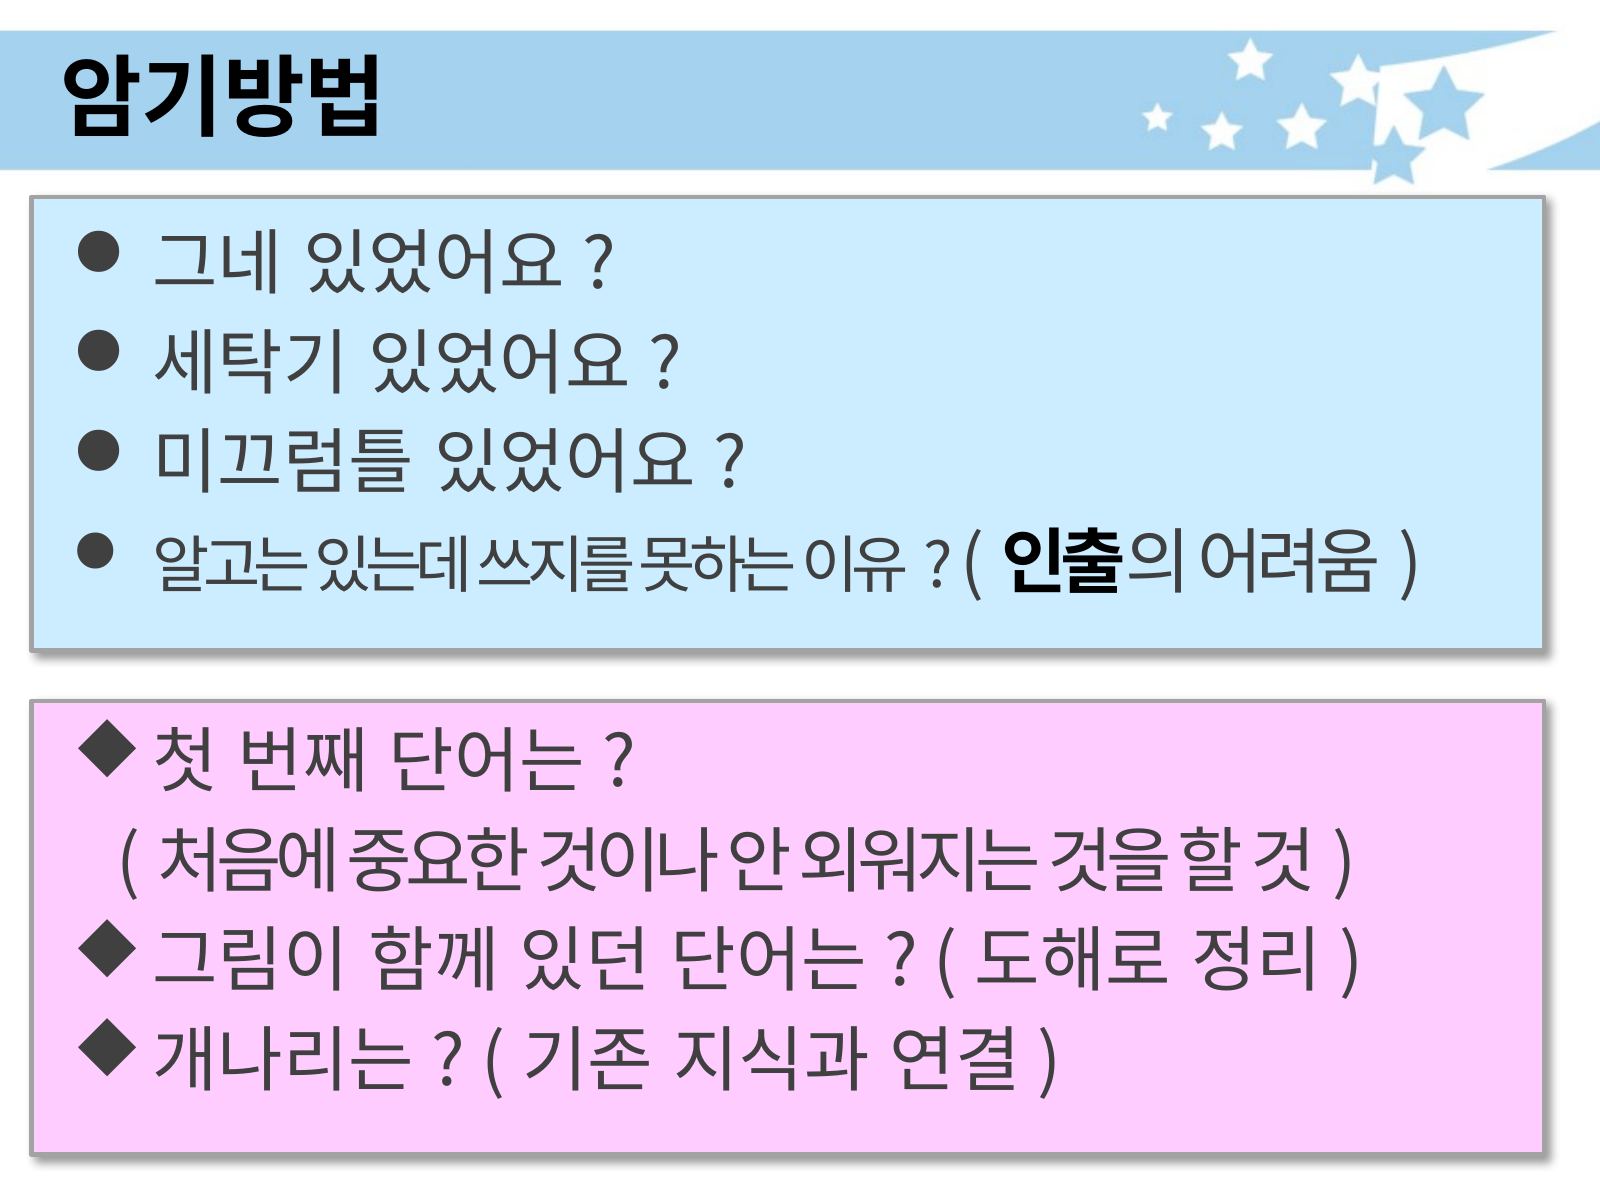 암기방법
● 그네 있었어요 ?
● 세탁기 있었어요 ?
● 미끄럼틀 있었어요 ?
● 알고는 있는데 쓰지를 못하는 이유 ? ( 인출의 어려움 )
◆ 첫 번째 단어는 ?
( 처음에 중요한 것이나 안 외워지는 것을 할 것 )
◆ 그림이 함께 있던 단어는 ? ( 도해로 정리 )
◆ 개나리는 ? ( 기존 지식과 연결 )